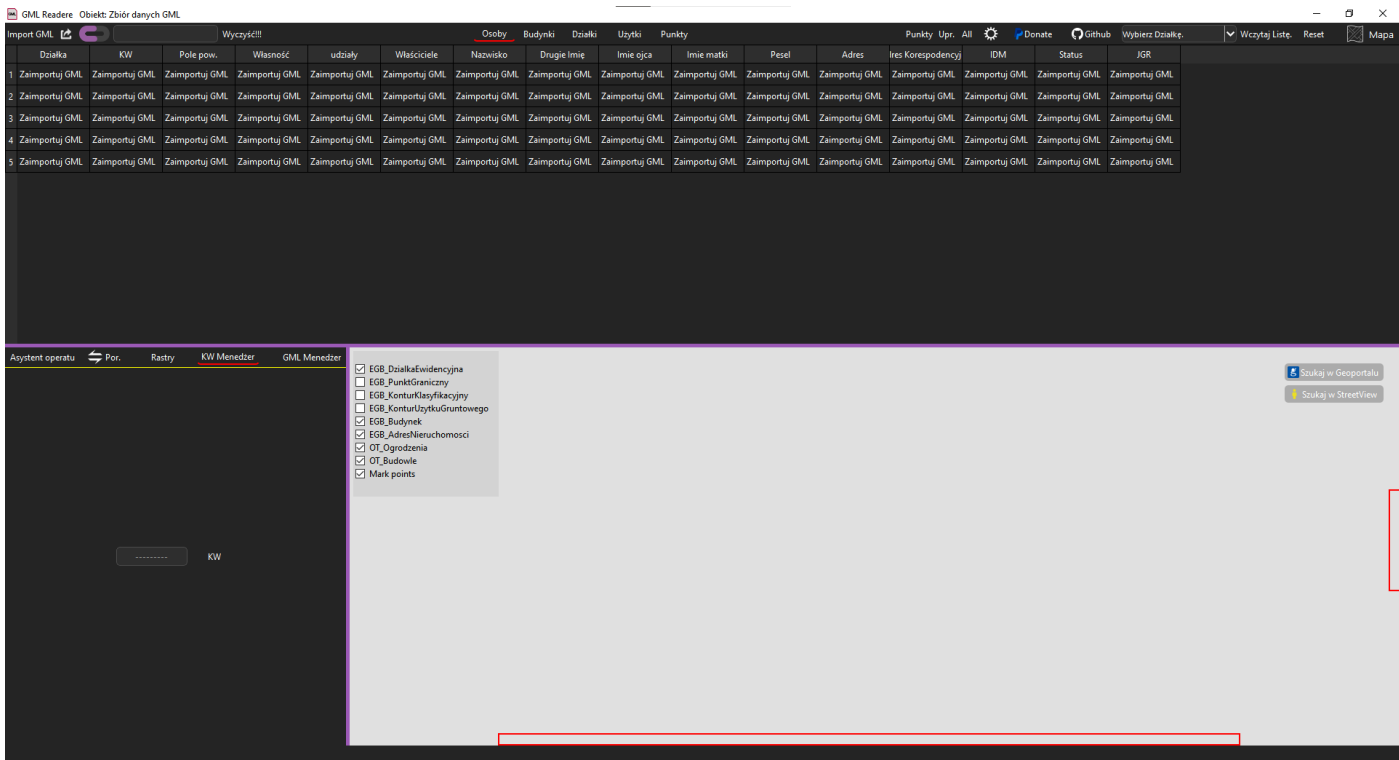 GML Readere Obiekt: Zbiór danych GML
Import GML Wyczyść!!! Osoby Budynki Działki Użytki Punkty Punkty Upr. All Donate Github Wybierz Działkę. Wczytaj Listę. Reset Mapa
Działka KW Pole pow. Własność udziały Właściciele Nazwisko Drugie Imię Imie ojca Imie matki Pesel Adres lres Korespodencyj IDM Status JGR
1 Zaimportuj GML Zaimportuj GML Zaimportuj GML Zaimportuj GML Zaimportuj GML Zaimportuj GML Zaimportuj GML Zaimportuj GML Zaimportuj GML Zaimportuj GML Zaimportuj GML Zaimportuj GML Zaimportuj GML Zaimportuj GML Zaimportuj GML Zaimportuj GML
2 Zaimportuj GML Zaimportuj GML Zaimportuj GML Zaimportuj GML Zaimportuj GML Zaimportuj GML Zaimportuj GML Zaimportuj GML Zaimportuj GML Zaimportuj GML Zaimportuj GML Zaimportuj GML Zaimportuj GML Zaimportuj GML Zaimportuj GML Zaimportuj GML
3 Zaimportuj GML Zaimportuj GML Zaimportuj GML Zaimportuj GML Zaimportuj GML Zaimportuj GML Zaimportuj GML Zaimportuj GML Zaimportuj GML Zaimportuj GML Zaimportuj GML Zaimportuj GML Zaimportuj GML Zaimportuj GML Zaimportuj GML Zaimportuj GML
4 Zaimportuj GML Zaimportuj GML Zaimportuj GML Zaimportuj GML Zaimportuj GML Zaimportuj GML Zaimportuj GML Zaimportuj GML Zaimportuj GML Zaimportuj GML Zaimportuj GML Zaimportuj GML Zaimportuj GML Zaimportuj GML Zaimportuj GML Zaimportuj GML
5 Zaimportuj GML Zaimportuj GML Zaimportuj GML Zaimportuj GML Zaimportuj GML Zaimportuj GML Zaimportuj GML Zaimportuj GML Zaimportuj GML Zaimportuj GML Zaimportuj GML Zaimportuj GML Zaimportuj GML Zaimportuj GML Zaimportuj GML Zaimportuj GML
Asystent operatu Por. Rastry KW Menedżer GML Menedżer
EGB_DzialkaEwidencyjna
EGB_PunktGraniczny
EGB_KonturKlasyfikacyjny
EGB_KonturUzytkuGruntowego
EGB_Budynek
EGB_AdresNieruchomosci
OT_Ogrodzenia
OT_Budowle
Mark points
Szukaj w Geoportalu
Szukaj w StreetView
--------- KW